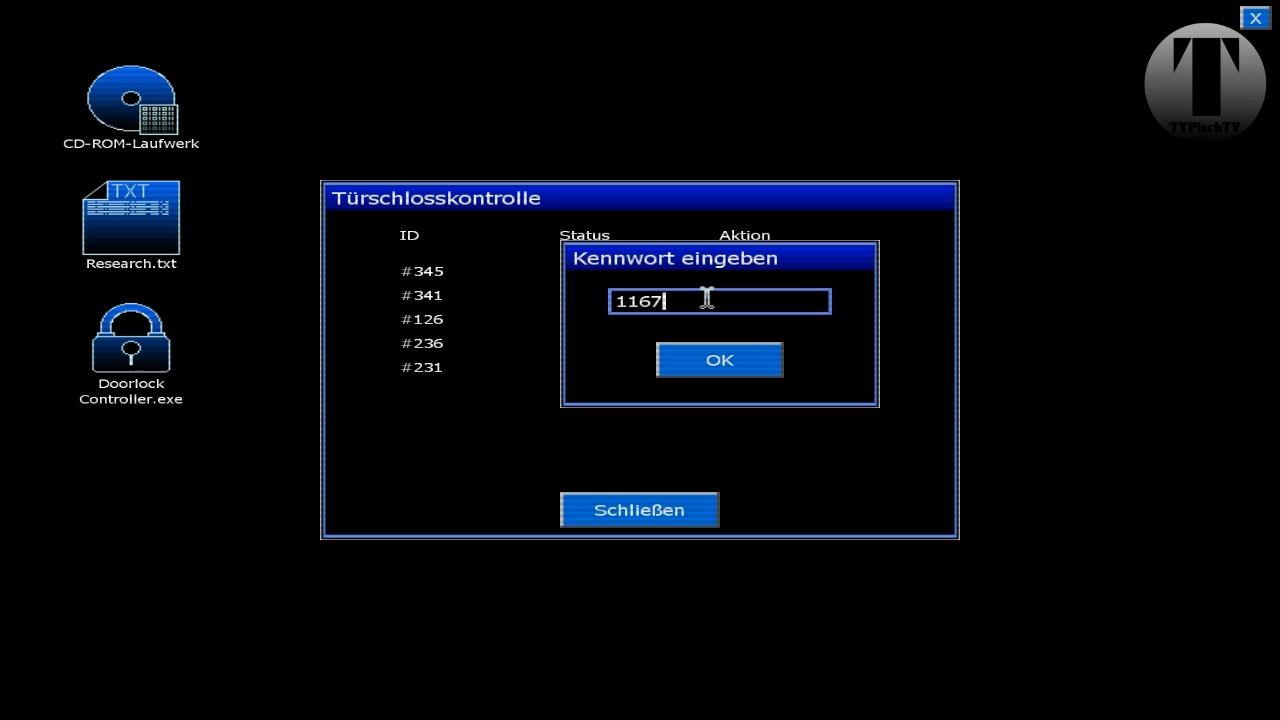 X
T
TYPischTV
CD-ROM-Laufwerk
TXT
Research.txt
Doorlock
Controller.exe
Türschlosskontrolle
ID Status Aktion
#345
#341
#126
#236
#231
Kennwort eingeben
1167
OK
Schließen